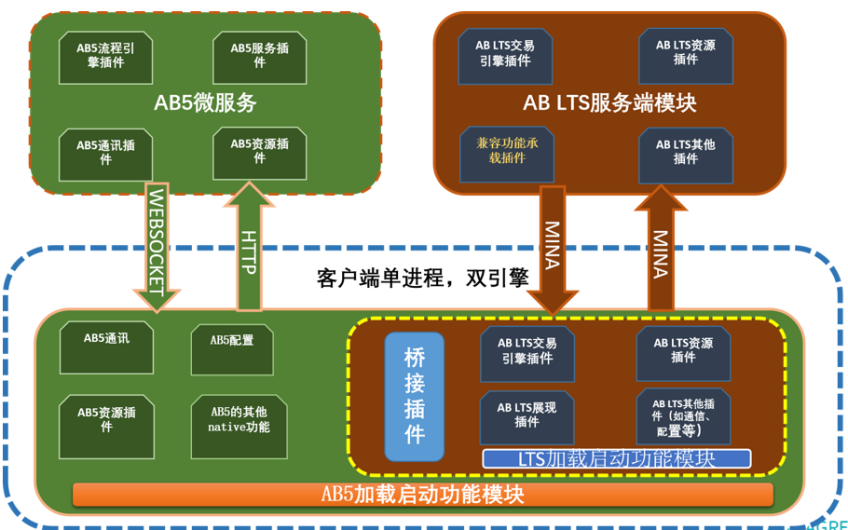 AB5流程引
擎插件
AB5服务插
件
AB5微服务
AB5通讯插
件
AB5资源插
件
AB LTS交易
引擎插件
AB LTS资源
插件
AB LTS服务端模块
兼容功能承
载插件
AB LTS其他
插件
WEBSOCKET
HTTP
MINA
MINA
客户端单进程，双引擎
AB5通讯
AB5配置
AB5资源插
件
AB5的其他
native功能
桥
接
插
件
AB LTS交易
引擎插件
AB LTS资源
插件
AB LTS展现
插件
AB LTS其他插
件（如通信、
配置等）
LTS加载启动功能模块
AB5加载启动功能模块
AGRE